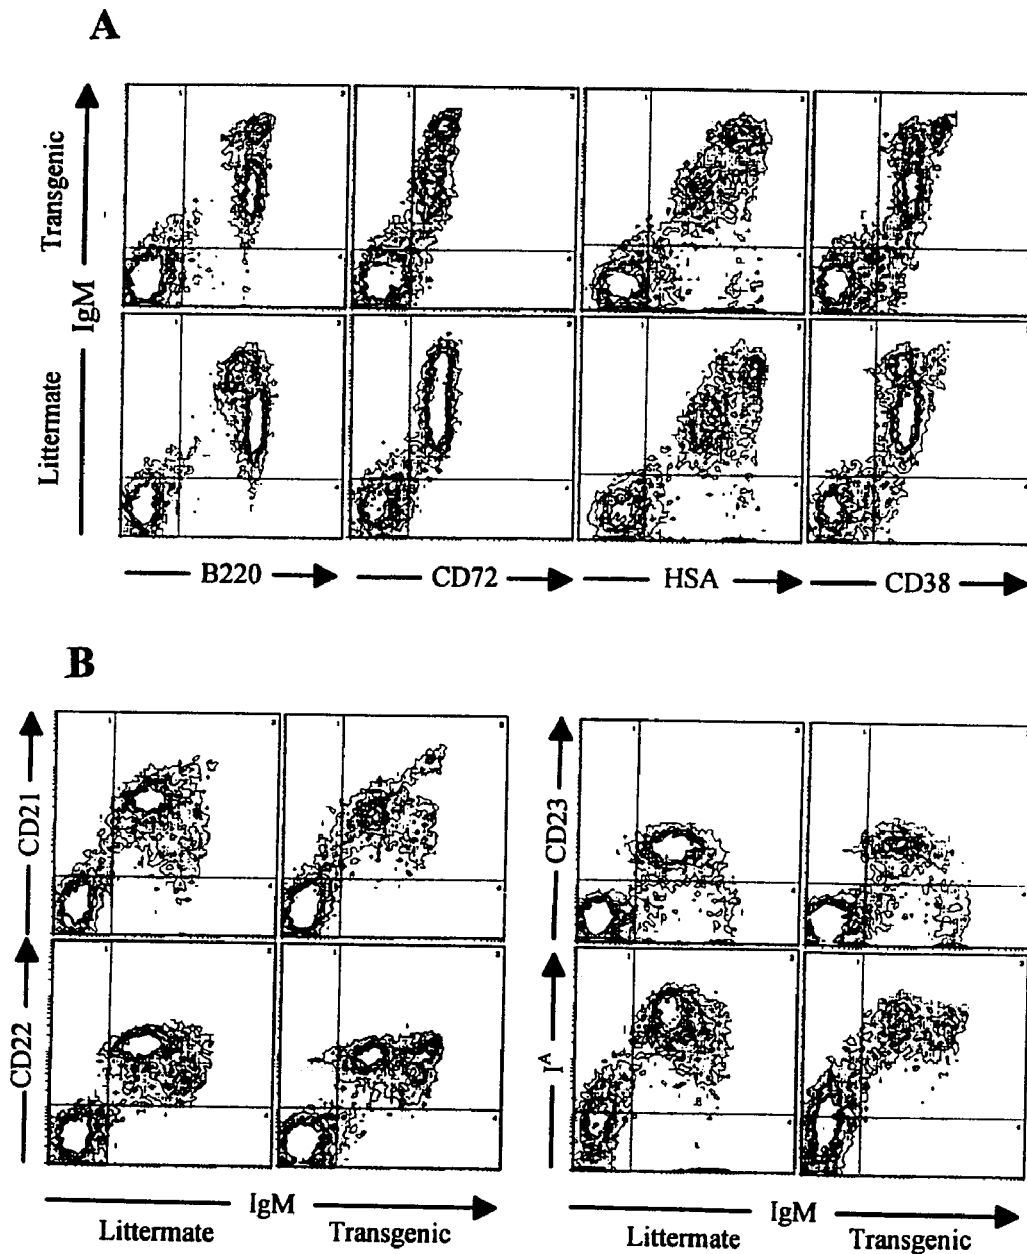 A
Transgenic
IgM
Littermate
B220
CD72
HSA
CD38
B
CD21
CD22
CD23
I^A
IgM
Littermate
Transgenic
IgM
Littermate
Transgenic